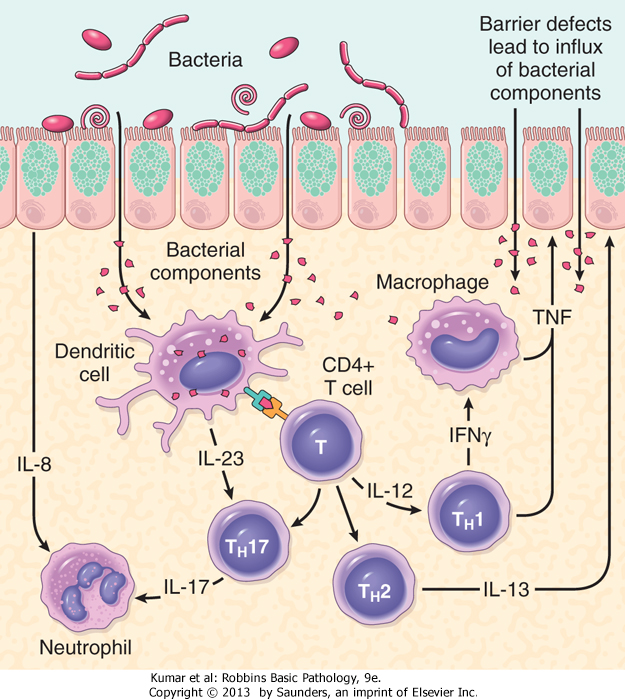 Bacteria
Barrier defects
lead to influx
of bacterial
components
Bacterial
components
Macrophage
TNF
Dendritic
cell
CD4+
T cell
T
IFNγ
IL-8
IL-23
IL-12
TH1
TH17
IL-17
TH2
IL-13
Neutrophil
Kumar et al: Robbins Basic Pathology, 9e.
Copyright © 2013 by Saunders, an imprint of Elsevier Inc.